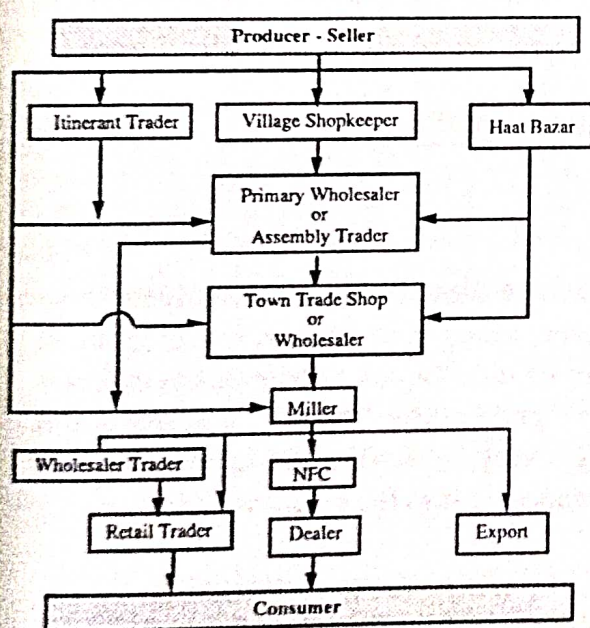 Producer - Seller
Itinerant Trader
Village Shopkeeper
Haat Bazar
Primary Wholesaler
or
Assembly Trader
Town Trade Shop
or
Wholesaler
Miller
Wholesaler Trader
NFC
Retail Trader
Dealer
Export
Consumer